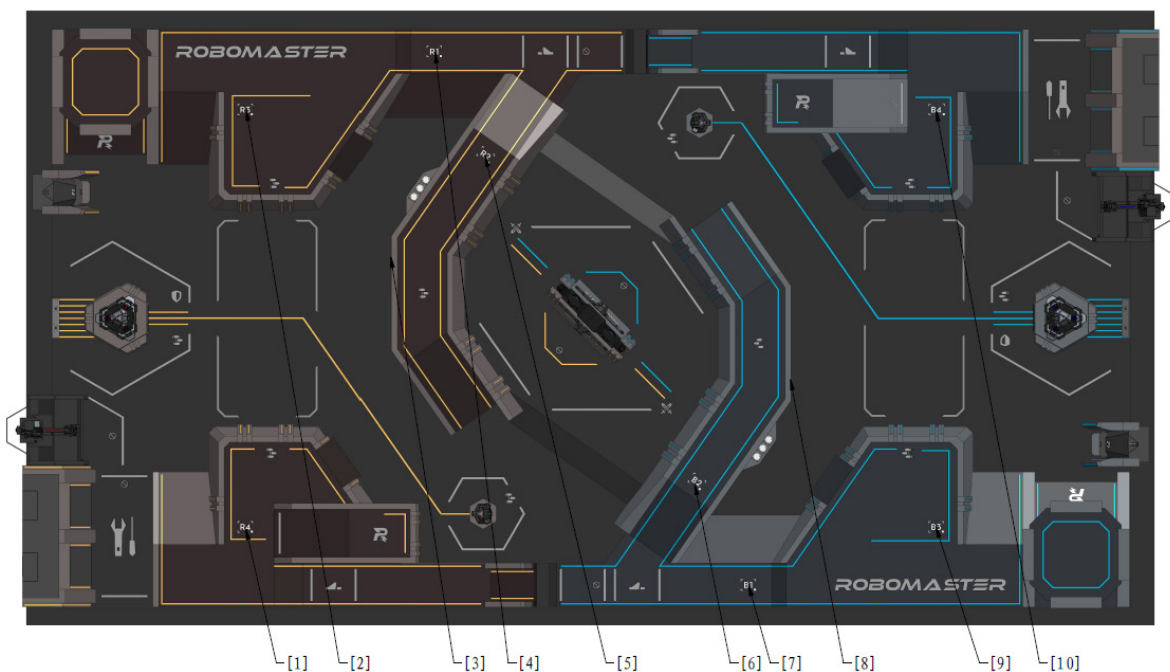 ROBOMASTER
R1
R3
B4
R2
R
R
B2
R4
B3
R
R
B1
ROBOMASTER
[1] [2] [3] [4] [5] [6] [7] [8] [9] [10]